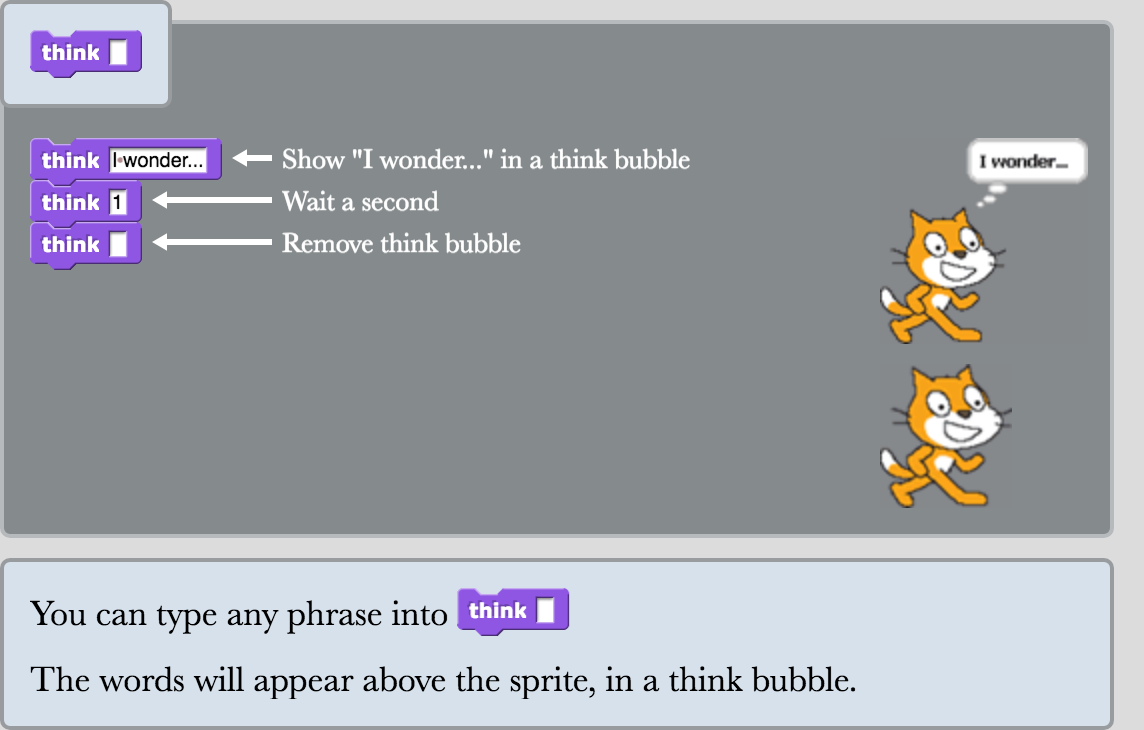 think
think I wonder... Show "I wonder..." in a think bubble
think 1 Wait a second
think Remove think bubble
I wonder...
You can type any phrase into think
The words will appear above the sprite, in a think bubble.